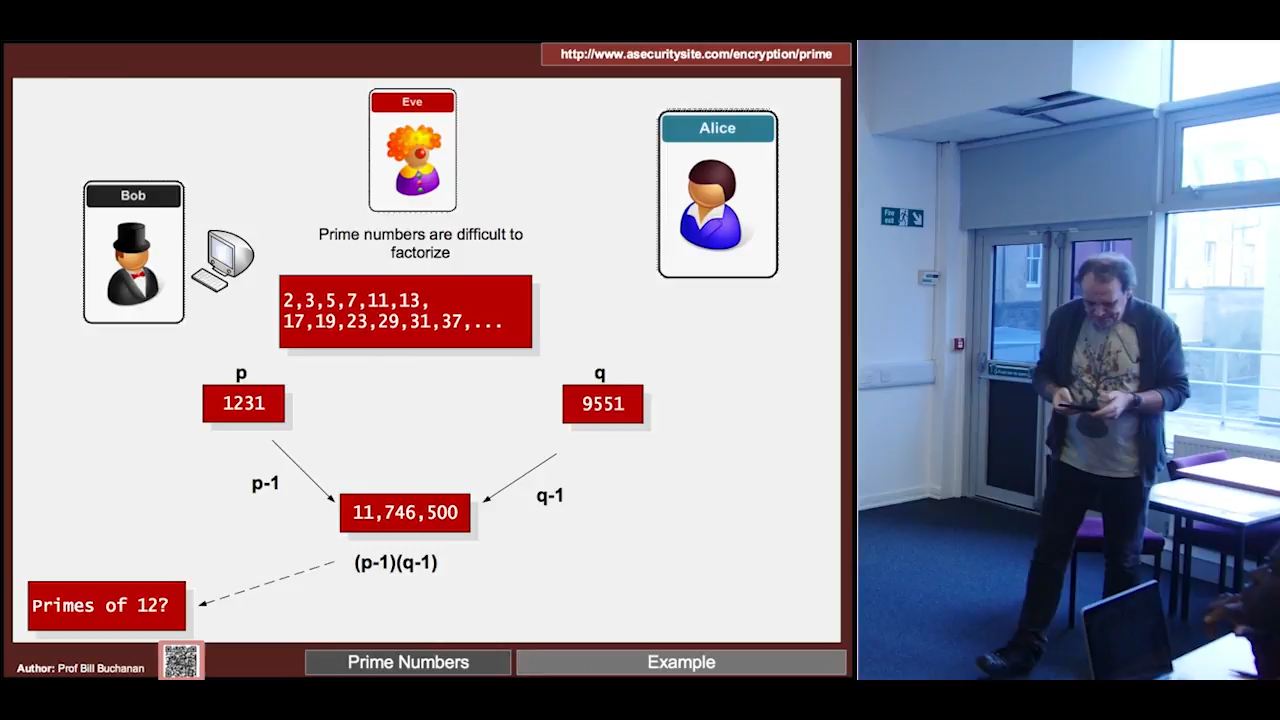 http://www.asecuritysite.com/encryption/prime
Eve
Alice
Bob
Prime numbers are difficult to
factorize
2,3,5,7,11,13,
17,19,23,29,31,37,...
p
q
1231
9551
p-1
q-1
11,746,500
(p-1)(q-1)
Primes of 12?
Author: Prof Bill Buchanan
Prime Numbers
Example
Fire
exit